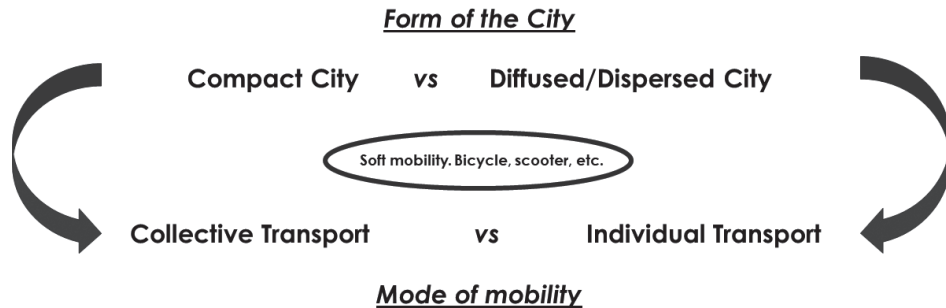 Form of the City
Compact City vs Diffused/Dispersed City
Soft mobility. Bicycle, scooter, etc.
Collective Transport vs Individual Transport
Mode of mobility